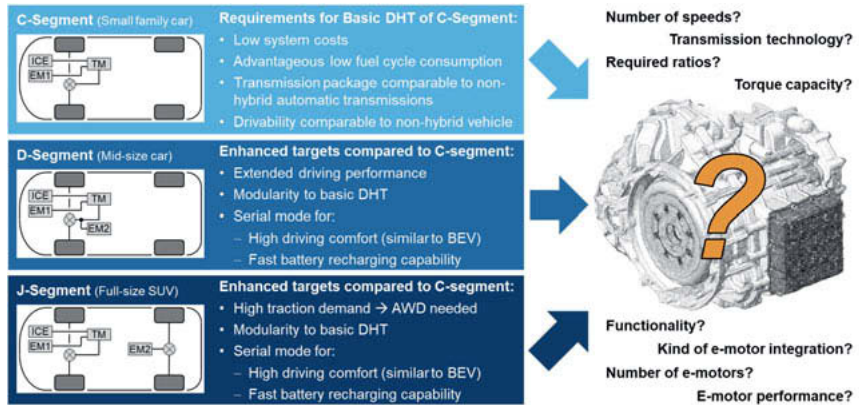 C-Segment (Small family car)
ICE
EM1
TM
Requirements for Basic DHT of C-Segment:
• Low system costs
• Advantageous low fuel cycle consumption
• Transmission package comparable to non-
hybrid automatic transmissions
• Drivability comparable to non-hybrid vehicle
D-Segment (Mid-size car)
ICE
EM1
TM
EM2
Enhanced targets compared to C-segment:
• Extended driving performance
• Modularity to basic DHT
• Serial mode for:
– High driving comfort (similar to BEV)
– Fast battery recharging capability
J-Segment (Full-size SUV)
ICE
EM1
TM
EM2
Enhanced targets compared to C-segment:
• High traction demand → AWD needed
• Modularity to basic DHT
• Serial mode for:
– High driving comfort (similar to BEV)
– Fast battery recharging capability
Number of speeds?
Transmission technology?
Required ratios?
Torque capacity?
?
Functionality?
Kind of e-motor integration?
Number of e-motors?
E-motor performance?